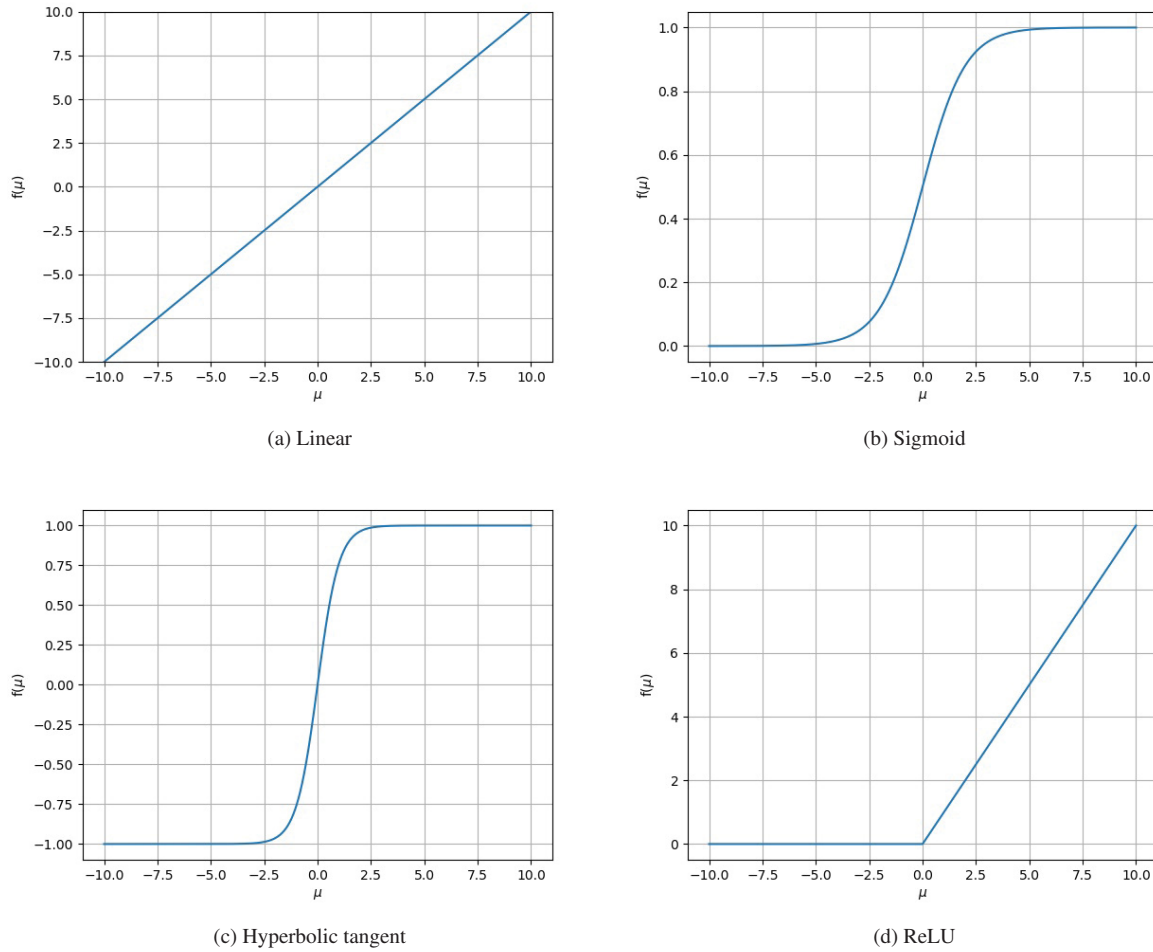 10.0
7.5
5.0
2.5
0.0
−2.5
−5.0
−7.5
−10.0
f(μ)
−10.0 −7.5 −5.0 −2.5 0.0 2.5 5.0 7.5 10.0
μ
(a) Linear
1.0
0.8
0.6
0.4
0.2
0.0
f(μ)
−10.0 −7.5 −5.0 −2.5 0.0 2.5 5.0 7.5 10.0
μ
(b) Sigmoid
1.00
0.75
0.50
0.25
0.00
−0.25
−0.50
−0.75
−1.00
f(μ)
−10.0 −7.5 −5.0 −2.5 0.0 2.5 5.0 7.5 10.0
μ
(c) Hyperbolic tangent
10
8
6
4
2
0
f(μ)
−10.0 −7.5 −5.0 −2.5 0.0 2.5 5.0 7.5 10.0
μ
(d) ReLU